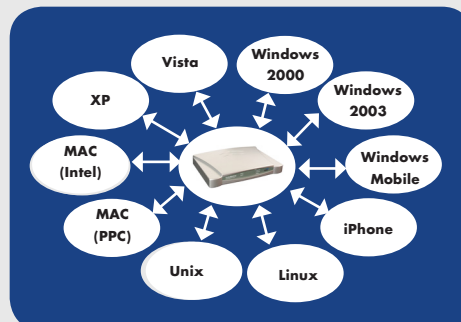 Vista
Windows
2000
XP
Windows
2003
MAC
(Intel)
Windows
Mobile
MAC
(PPC)
iPhone
Unix
Linux